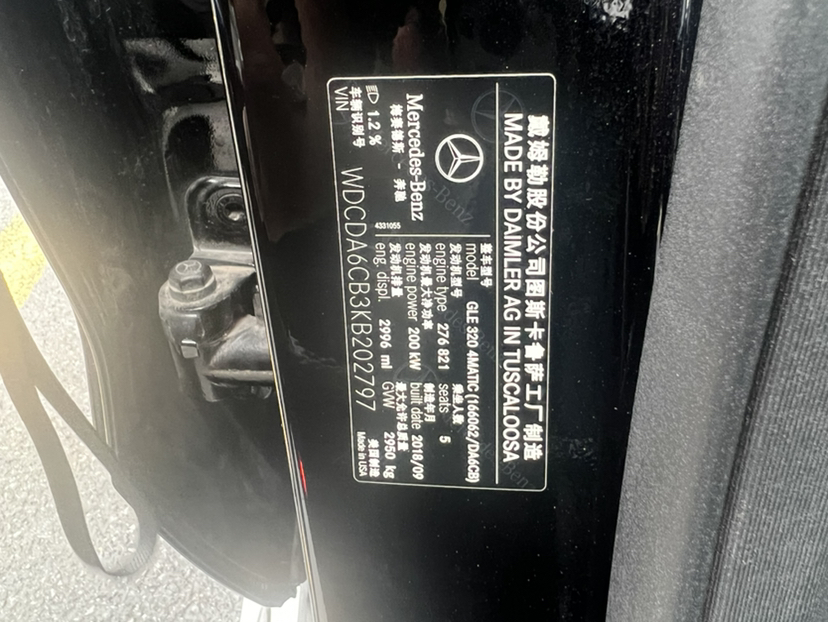 戴姆勒股份公司图斯卡鲁萨工厂制造
MADE BY DAIMLER AG IN TUSCALOOSA
Mercedes-Benz
梅赛德斯 - 奔驰
4331055
整车型号
model GLE 320 4MATIC (166062/DA6CB)
发动机型号 乘坐人数
engine type 276 821 seats 5
发动机最大净功率 制造年月
engine power 200 kW built date 2018/09
发动机排量 最大允许总质量
eng. displ. 2996 ml GVW 2950 kg
1.2 %
车辆识别号 美国制造
VIN WDCDA6CB3KB202797 Made in USA